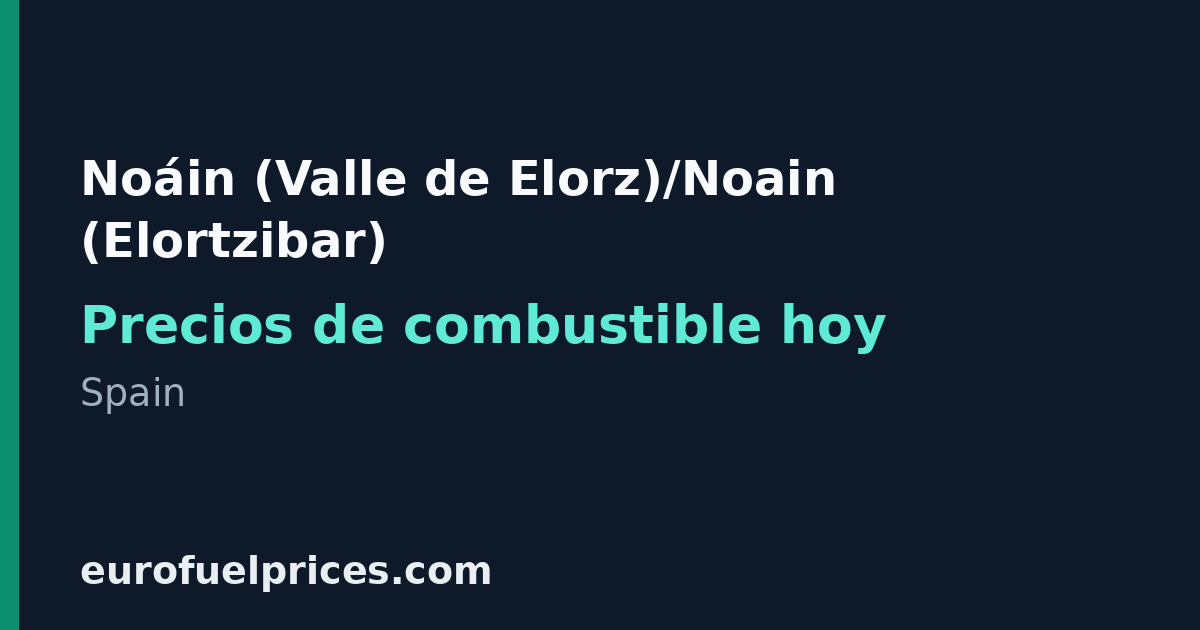 Noáin (Valle de Elorz)/Noain
(Elortzibar)
Precios de combustible hoy
Spain
eurofuelprices.com